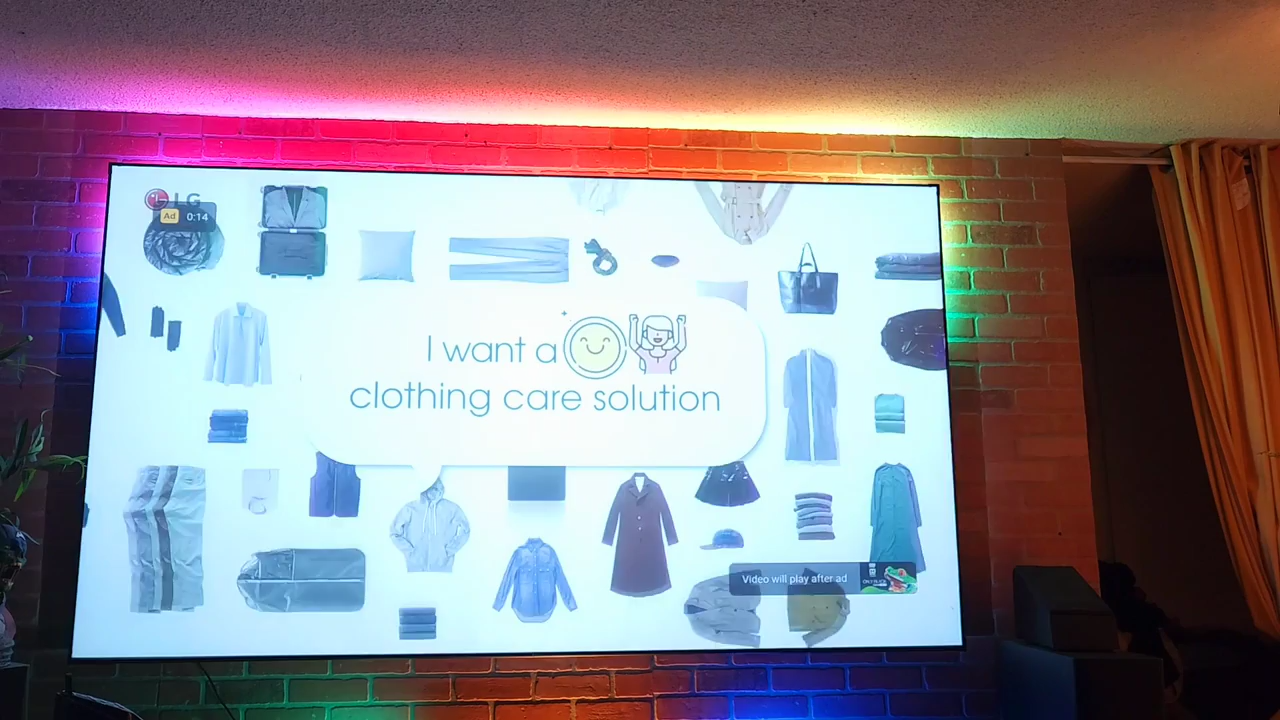 LG
Ad 0:14
I want a
clothing care solution
Video will play after ad